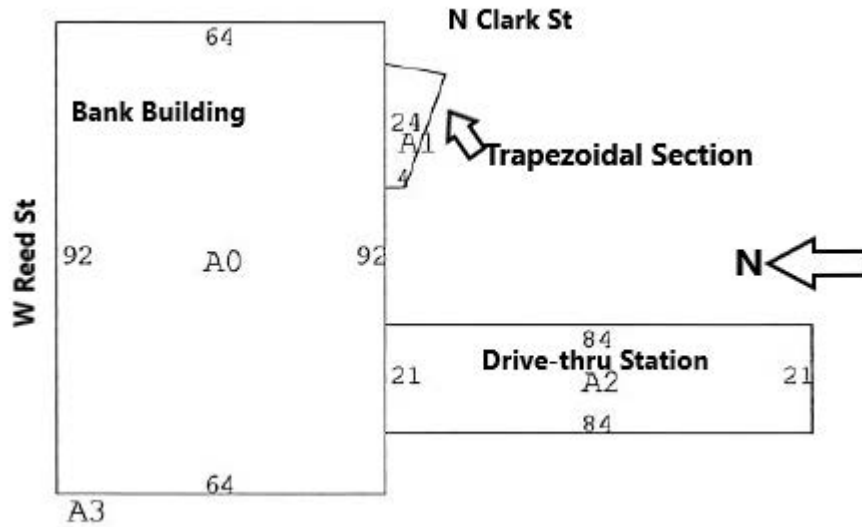 N Clark St
64
Bank Building
24
A1
Trapezoidal Section
4
W Reed St
92
A0
92
N
84
Drive-thru Station
21
A2
21
84
64
A3